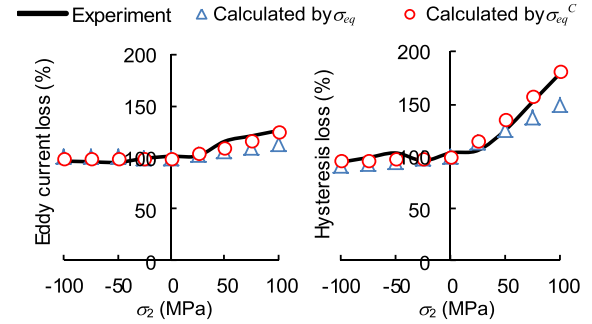 Experiment Calculated by σeq Calculated by σeq^C
Eddy current loss (%)
200
150
100
50
0
-100 -50 0 50 100
σ2 (MPa)
Hysteresis loss (%)
200
150
100
50
0
-100 -50 0 50 100
σ2 (MPa)